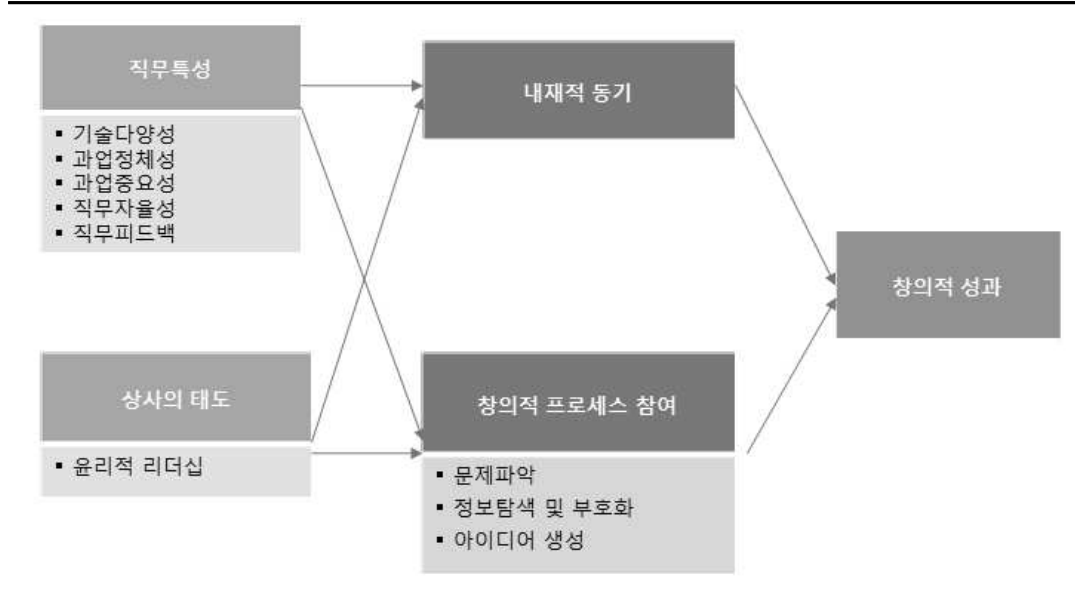 직무특성
▪ 기술다양성
▪ 과업정체성
▪ 과업중요성
▪ 직무자율성
▪ 직무피드백
내재적 동기
창의적 성과
상사의 태도
▪ 윤리적 리더십
창의적 프로세스 참여
▪ 문제파악
▪ 정보탐색 및 부호화
▪ 아이디어 생성